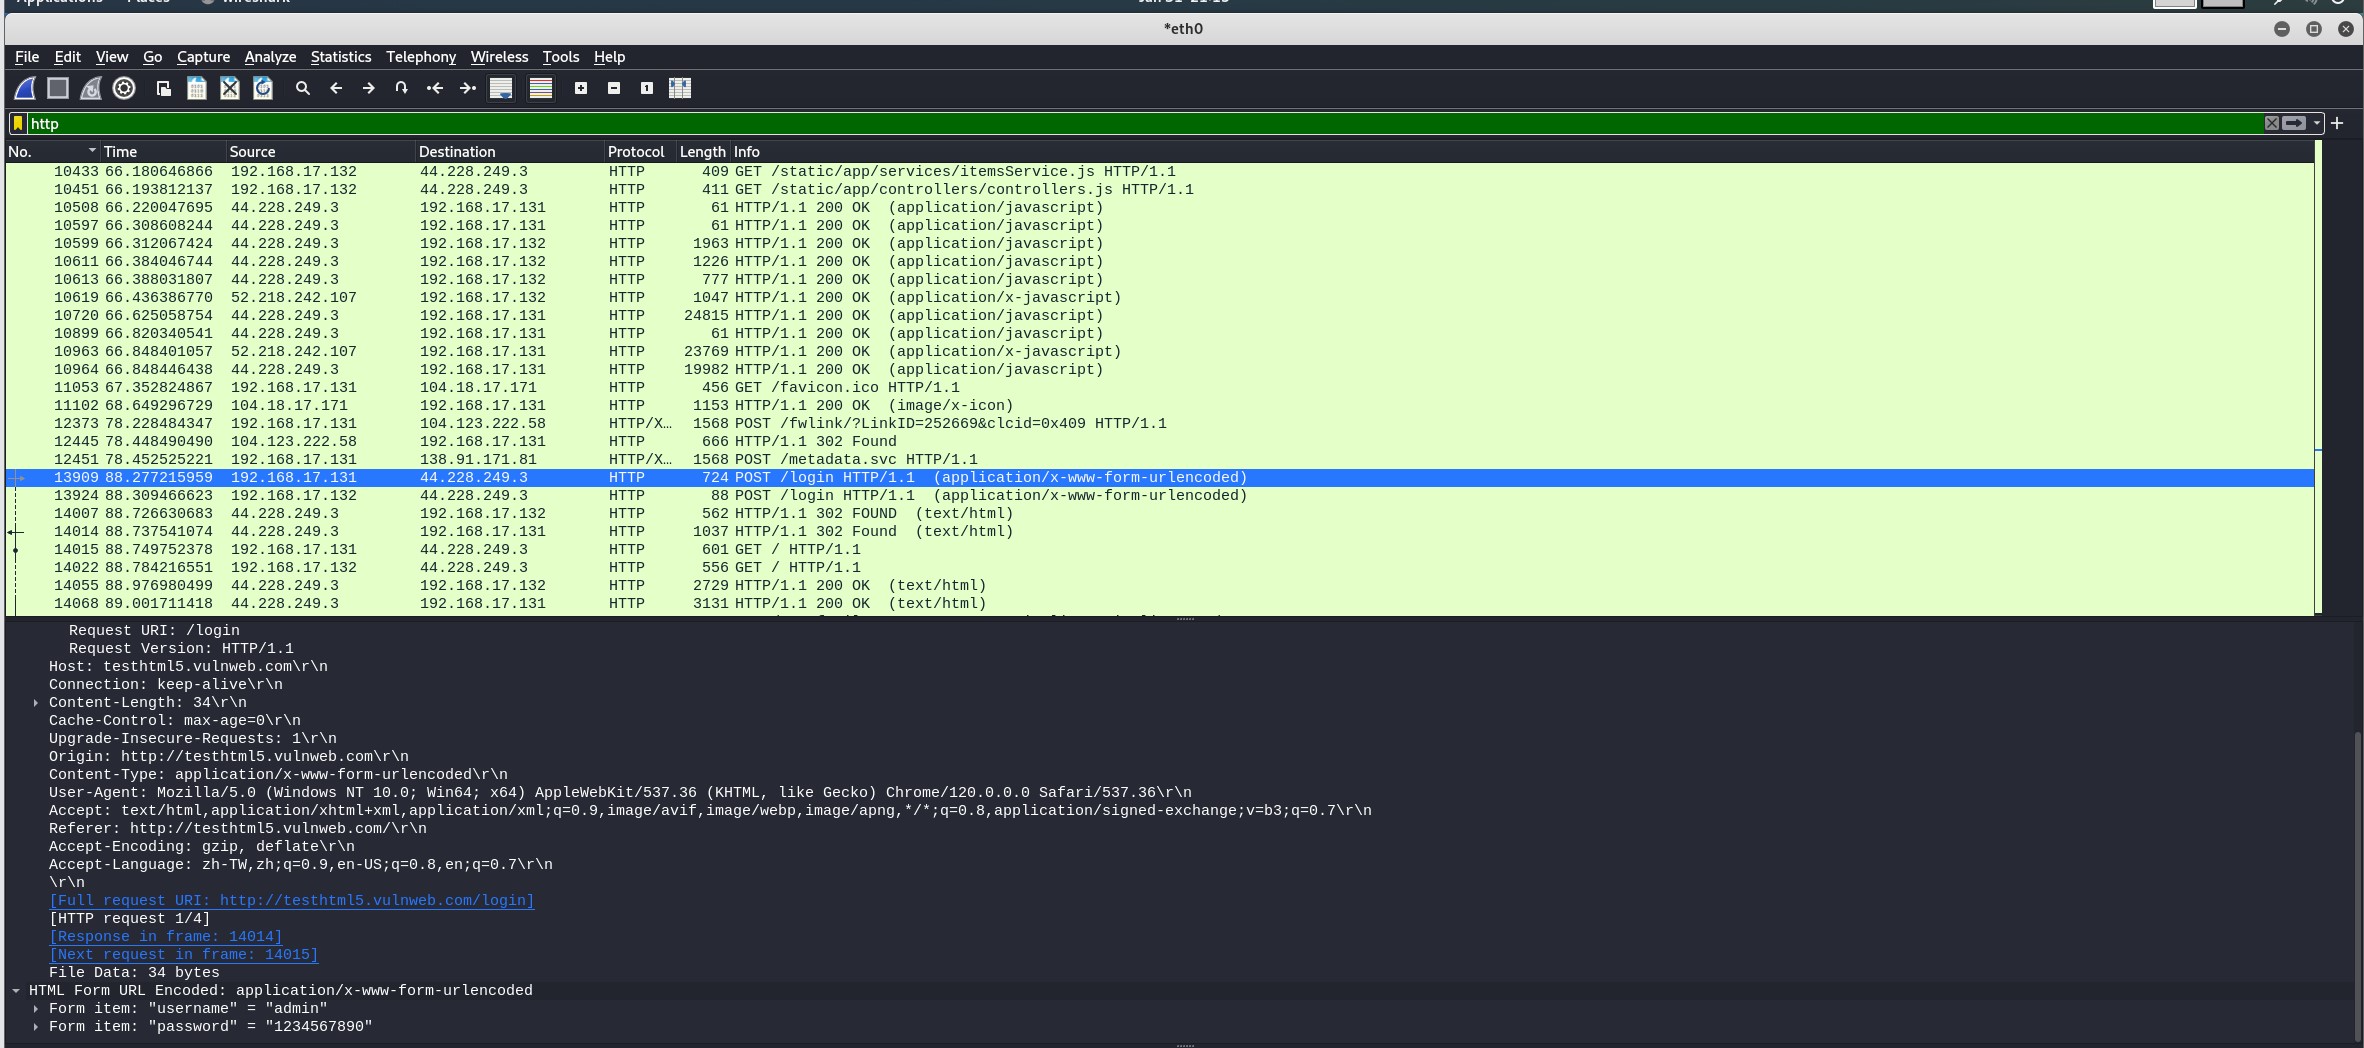 Applications Places Wireshark
*eth0
File Edit View Go Capture Analyze Statistics Telephony Wireless Tools Help
http
No. Time Source Destination Protocol Length Info
10433 66.180646866 192.168.17.132 44.228.249.3 HTTP 409 GET /static/app/services/itemsService.js HTTP/1.1
10451 66.193812137 192.168.17.132 44.228.249.3 HTTP 411 GET /static/app/controllers/controllers.js HTTP/1.1
10508 66.220047695 44.228.249.3 192.168.17.131 HTTP 61 HTTP/1.1 200 OK (application/javascript)
10597 66.308608244 44.228.249.3 192.168.17.131 HTTP 61 HTTP/1.1 200 OK (application/javascript)
10599 66.312067424 44.228.249.3 192.168.17.132 HTTP 1963 HTTP/1.1 200 OK (application/javascript)
10611 66.384046744 44.228.249.3 192.168.17.132 HTTP 1226 HTTP/1.1 200 OK (application/javascript)
10613 66.388031807 44.228.249.3 192.168.17.132 HTTP 777 HTTP/1.1 200 OK (application/javascript)
10619 66.436386770 52.218.242.107 192.168.17.132 HTTP 1047 HTTP/1.1 200 OK (application/x-javascript)
10720 66.625058754 44.228.249.3 192.168.17.131 HTTP 24815 HTTP/1.1 200 OK (application/javascript)
10899 66.820340541 44.228.249.3 192.168.17.131 HTTP 61 HTTP/1.1 200 OK (application/javascript)
10963 66.848401057 52.218.242.107 192.168.17.131 HTTP 23769 HTTP/1.1 200 OK (application/x-javascript)
10964 66.848446438 44.228.249.3 192.168.17.131 HTTP 19982 HTTP/1.1 200 OK (application/javascript)
11053 67.352824867 192.168.17.131 104.18.17.171 HTTP 456 GET /favicon.ico HTTP/1.1
11102 68.649296729 104.18.17.171 192.168.17.131 HTTP 1153 HTTP/1.1 200 OK (image/x-icon)
12373 78.228484347 192.168.17.131 104.123.222.58 HTTP/X… 1568 POST /fwlink/?LinkID=252669&clcid=0x409 HTTP/1.1
12445 78.448490490 104.123.222.58 192.168.17.131 HTTP 666 HTTP/1.1 302 Found
12451 78.452525221 192.168.17.131 138.91.171.81 HTTP/X… 1568 POST /metadata.svc HTTP/1.1
13909 88.277215959 192.168.17.131 44.228.249.3 HTTP 724 POST /login HTTP/1.1 (application/x-www-form-urlencoded)
13924 88.309466623 192.168.17.132 44.228.249.3 HTTP 88 POST /login HTTP/1.1 (application/x-www-form-urlencoded)
14007 88.726630683 44.228.249.3 192.168.17.132 HTTP 562 HTTP/1.1 302 FOUND (text/html)
14014 88.737541074 44.228.249.3 192.168.17.131 HTTP 1037 HTTP/1.1 302 Found (text/html)
14015 88.749752378 192.168.17.131 44.228.249.3 HTTP 601 GET / HTTP/1.1
14022 88.784216551 192.168.17.132 44.228.249.3 HTTP 556 GET / HTTP/1.1
14055 88.976980499 44.228.249.3 192.168.17.132 HTTP 2729 HTTP/1.1 200 OK (text/html)
14068 89.001711418 44.228.249.3 192.168.17.131 HTTP 3131 HTTP/1.1 200 OK (text/html)
Request URI: /login
Request Version: HTTP/1.1
Host: testhtml5.vulnweb.com\r\n
Connection: keep-alive\r\n
Content-Length: 34\r\n
Cache-Control: max-age=0\r\n
Upgrade-Insecure-Requests: 1\r\n
Origin: http://testhtml5.vulnweb.com\r\n
Content-Type: application/x-www-form-urlencoded\r\n
User-Agent: Mozilla/5.0 (Windows NT 10.0; Win64; x64) AppleWebKit/537.36 (KHTML, like Gecko) Chrome/120.0.0.0 Safari/537.36\r\n
Accept: text/html,application/xhtml+xml,application/xml;q=0.9,image/avif,image/webp,image/apng,*/*;q=0.8,application/signed-exchange;v=b3;q=0.7\r\n
Referer: http://testhtml5.vulnweb.com/\r\n
Accept-Encoding: gzip, deflate\r\n
Accept-Language: zh-TW,zh;q=0.9,en-US;q=0.8,en;q=0.7\r\n
\r\n
[Full request URI: http://testhtml5.vulnweb.com/login]
[HTTP request 1/4]
[Response in frame: 14014]
[Next request in frame: 14015]
File Data: 34 bytes
HTML Form URL Encoded: application/x-www-form-urlencoded
Form item: "username" = "admin"
Form item: "password" = "1234567890"